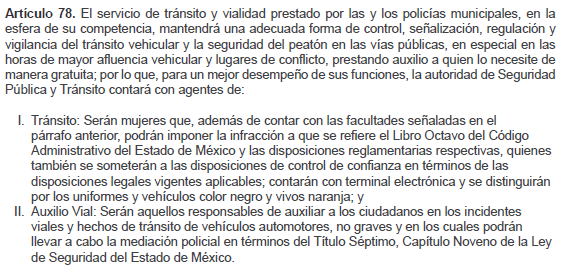 Artículo 78. El servicio de tránsito y vialidad prestado por las y los policías municipales, en la
esfera de su competencia, mantendrá una adecuada forma de control, señalización, regulación y
vigilancia del tránsito vehicular y la seguridad del peatón en las vías públicas, en especial en las
horas de mayor afluencia vehicular y lugares de conflicto, prestando auxilio a quien lo necesite de
manera gratuita; por lo que, para un mejor desempeño de sus funciones, la autoridad de Seguridad
Pública y Tránsito contará con agentes de:
I. Tránsito: Serán mujeres que, además de contar con las facultades señaladas en el
párrafo anterior, podrán imponer la infracción a que se refiere el Libro Octavo del Código
Administrativo del Estado de México y las disposiciones reglamentarias respectivas, quienes
también se someterán a las disposiciones de control de confianza en términos de las
disposiciones legales vigentes aplicables; contarán con terminal electrónica y se distinguirán
por los uniformes y vehículos color negro y vivos naranja; y
II. Auxilio Vial: Serán aquellos responsables de auxiliar a los ciudadanos en los incidentes
viales y hechos de tránsito de vehículos automotores, no graves y en los cuales podrán
llevar a cabo la mediación policial en términos del Título Séptimo, Capítulo Noveno de la Ley
de Seguridad del Estado de México.